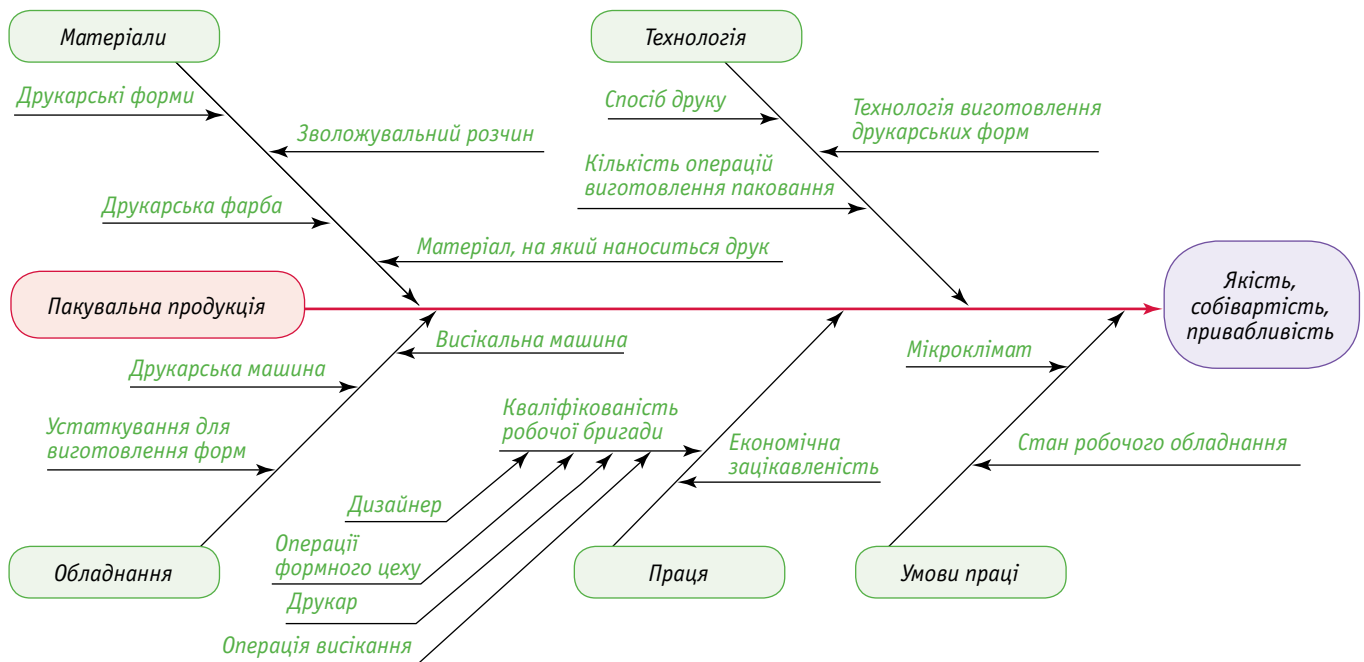 Матеріали
Технологія
Друкарські форми
Спосіб друку
Технологія виготовлення
друкарських форм
Зволожувальний розчин
Кількість операцій
виготовлення паковання
Друкарська фарба
Матеріал, на який наноситься друк
Пакувальна продукція
Якість,
собівартість,
привабливість
Висікальна машина
Мікроклімат
Друкарська машина
Кваліфікованість
робочої бригади
Устаткування для
виготовлення форм
Економічна
зацікавленість
Стан робочого обладнання
Дизайнер
Операції
формного цеху
Обладнання
Праця
Умови праці
Друкар
Операція висікання